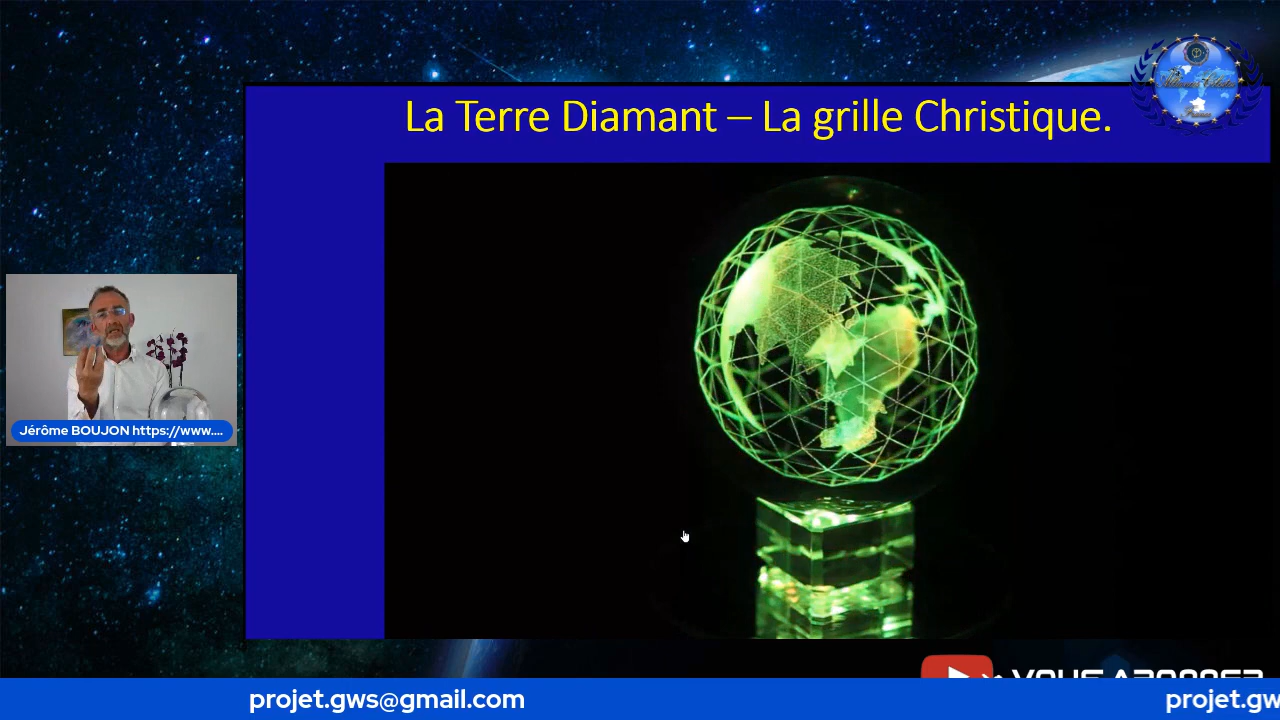 La Terre Diamant – La grille Christique.
Jérôme BOUJON https://www....
projet.gws@gmail.com
projet.gw